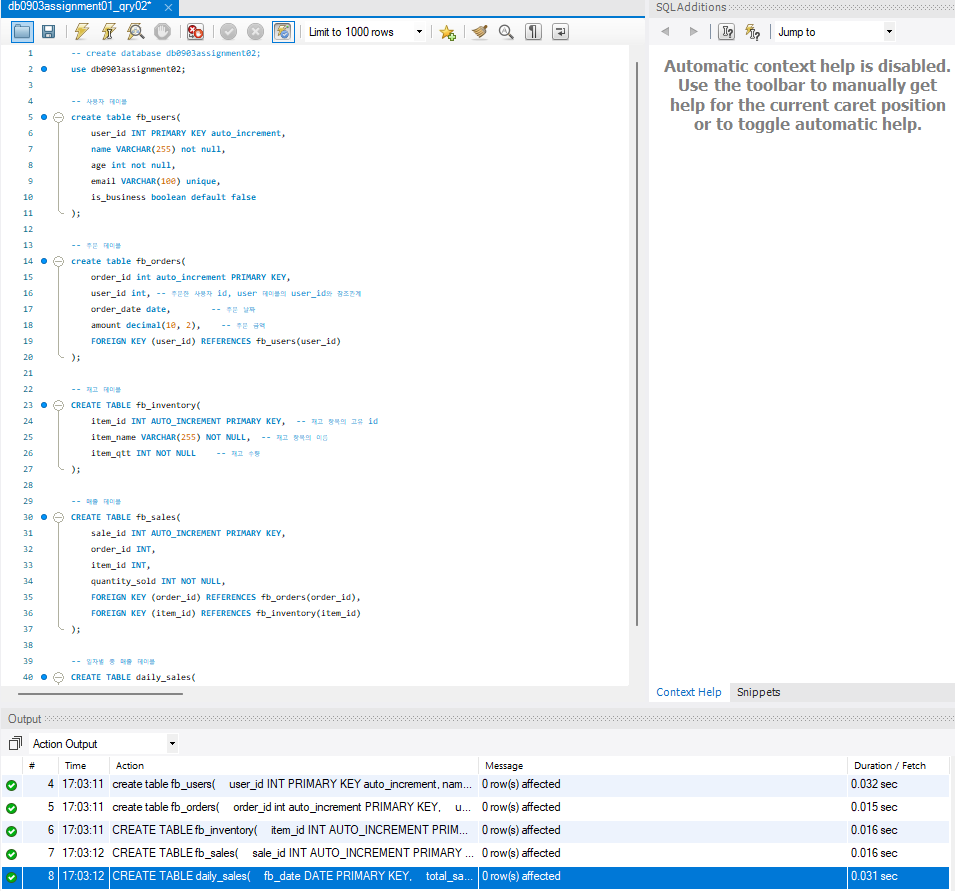 db0903assignment01_qry02*
SQLAdditions
Limit to 1000 rows
Jump to
1 -- create database db0903assignment02;
2 use db0903assignment02;
3
4 -- 사용자 테이블
5 create table fb_users(
6 user_id INT PRIMARY KEY auto_increment,
7 name VARCHAR(255) not null,
8 age int not null,
9 email VARCHAR(100) unique,
10 is_business boolean default false
11 );
12
13 -- 주문 테이블
14 create table fb_orders(
15 order_id int auto_increment PRIMARY KEY,
16 user_id int, -- 주문한 사용자 id, user 테이블의 user_id와 참조관계
17 order_date date, -- 주문 날짜
18 amount decimal(10, 2), -- 주문 금액
19 FOREIGN KEY (user_id) REFERENCES fb_users(user_id)
20 );
21
22 -- 재고 테이블
23 CREATE TABLE fb_inventory(
24 item_id INT AUTO_INCREMENT PRIMARY KEY, -- 재고 항목의 고유 id
25 item_name VARCHAR(255) NOT NULL, -- 재고 항목의 이름
26 item_qtt INT NOT NULL -- 재고 수량
27 );
28
29 -- 매출 테이블
30 CREATE TABLE fb_sales(
31 sale_id INT AUTO_INCREMENT PRIMARY KEY,
32 order_id INT,
33 item_id INT,
34 quantity_sold INT NOT NULL,
35 FOREIGN KEY (order_id) REFERENCES fb_orders(order_id),
36 FOREIGN KEY (item_id) REFERENCES fb_inventory(item_id)
37 );
38
39 -- 일자별 총 매출 테이블
40 CREATE TABLE daily_sales(
Automatic context help is disabled.
Use the toolbar to manually get
help for the current caret position
or to toggle automatic help.
Context Help Snippets
Output
Action Output
# Time Action Message Duration / Fetch
4 17:03:11 create table fb_users( user_id INT PRIMARY KEY auto_increment, nam... 0 row(s) affected 0.032 sec
5 17:03:11 create table fb_orders( order_id int auto_increment PRIMARY KEY, u... 0 row(s) affected 0.015 sec
6 17:03:11 CREATE TABLE fb_inventory( item_id INT AUTO_INCREMENT PRIM... 0 row(s) affected 0.016 sec
7 17:03:12 CREATE TABLE fb_sales( sale_id INT AUTO_INCREMENT PRIMARY ... 0 row(s) affected 0.016 sec
8 17:03:12 CREATE TABLE daily_sales( fb_date DATE PRIMARY KEY, total_sa... 0 row(s) affected 0.031 sec